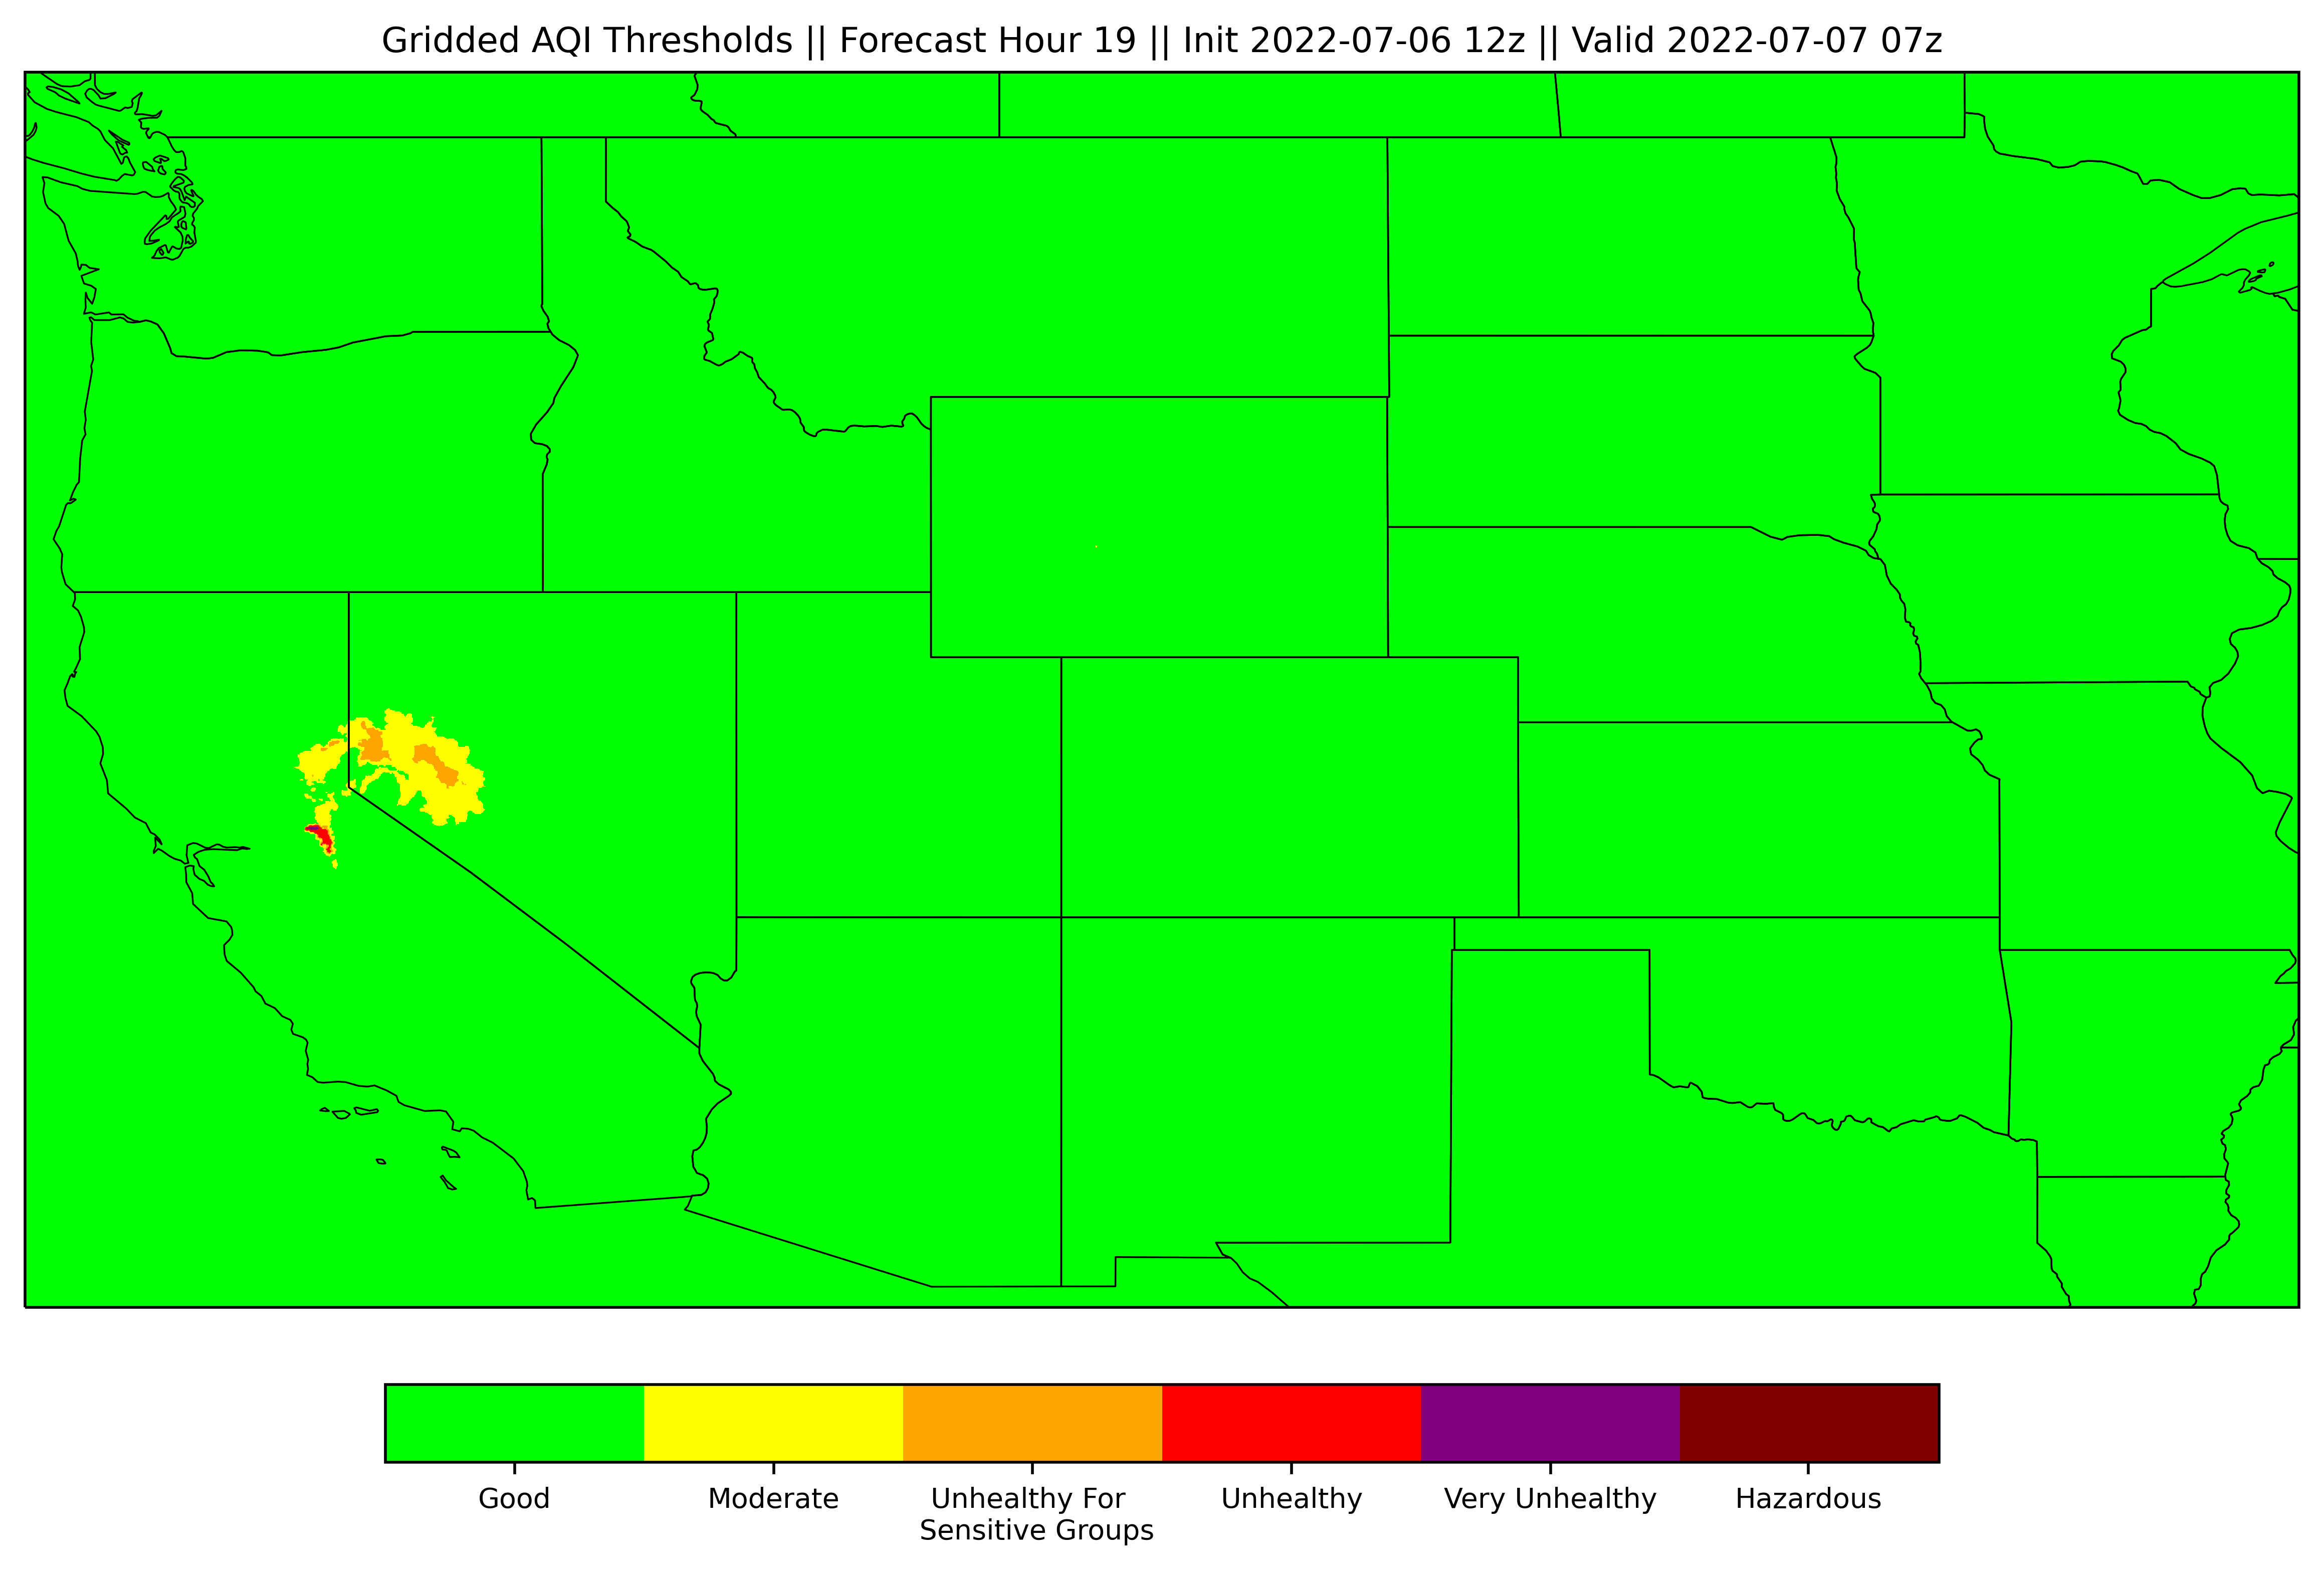 Gridded AQI Thresholds || Forecast Hour 19 || Init 2022-07-06 12z || Valid 2022-07-07 07z
Good
Moderate
Unhealthy For
Sensitive Groups
Unhealthy
Very Unhealthy
Hazardous